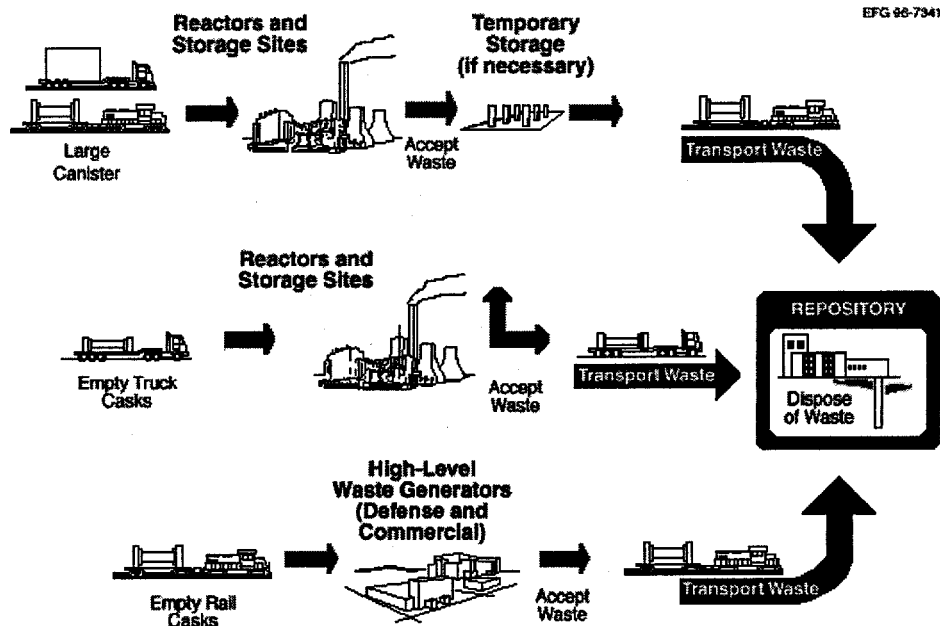 EFG 96-7341
Reactors and
Storage Sites
Temporary
Storage
(if necessary)
Large
Canister
Accept
Waste
Transport Waste
Reactors and
Storage Sites
Empty Truck
Casks
Accept
Waste
Transport Waste
REPOSITORY
Dispose
of Waste
High-Level
Waste Generators
(Defense and
Commercial)
Empty Rail
Casks
Accept
Waste
Transport Waste